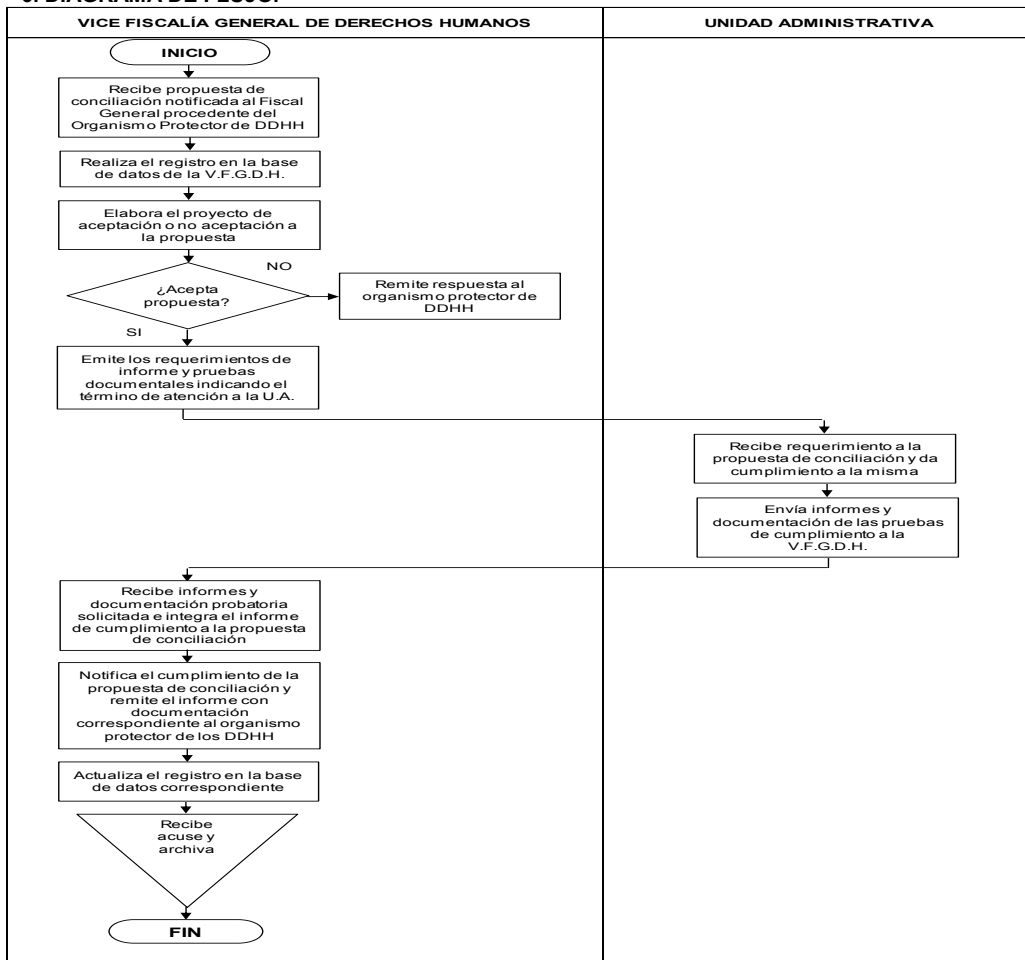 VICE FISCALÍA GENERAL DE DERECHOS HUMANOS
UNIDAD ADMINISTRATIVA
INICIO
Recibe propuesta de
conciliación notificada al Fiscal
General procedente del
Organismo Protector de DDHH
Realiza el registro en la base
de datos de la V.F.G.D.H.
Elabora el proyecto de
aceptación o no aceptación a
la propuesta
NO
¿Acepta
propuesta?
Remite respuesta al
organismo protector de
DDHH
SI
Emite los requerimientos de
informe y pruebas
documentales indicando el
término de atención a la U.A.
Recibe requerimiento a la
propuesta de conciliación y da
cumplimiento a la misma
Envía informes y
documentación de las pruebas
de cumplimiento a la
V.F.G.D.H.
Recibe informes y
documentación probatoria
solicitada e integra el informe
de cumplimiento a la propuesta
de conciliación
Notifica el cumplimiento de la
propuesta de conciliación y
remite el informe con
documentación
correspondiente al organismo
protector de los DDHH
Actualiza el registro en la base
de datos correspondiente
Recibe
acuse y
archiva
FIN